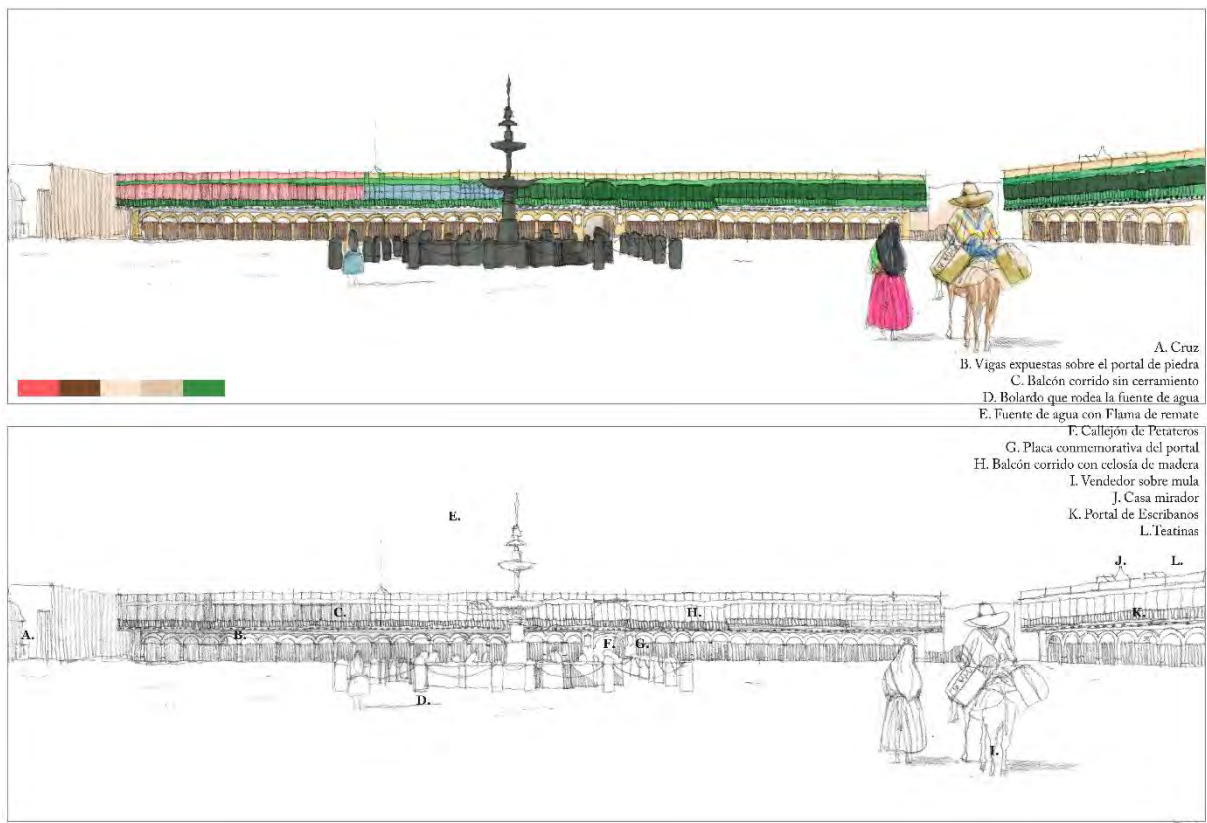 A. Cruz
B. Vigas expuestas sobre el portal de piedra
C. Balcón corrido sin cerramiento
D. Bolardo que rodea la fuente de agua
E. Fuente de agua con Flama de remate
F. Callejón de Petateros
G. Placa conmemorativa del portal
H. Balcón corrido con celosía de madera
I. Vendedor sobre mula
J. Casa mirador
K. Portal de Escribanos
L. Teatinas
E.
J.
L.
C.
H.
K.
A.
B.
F.
G.
D.
I.